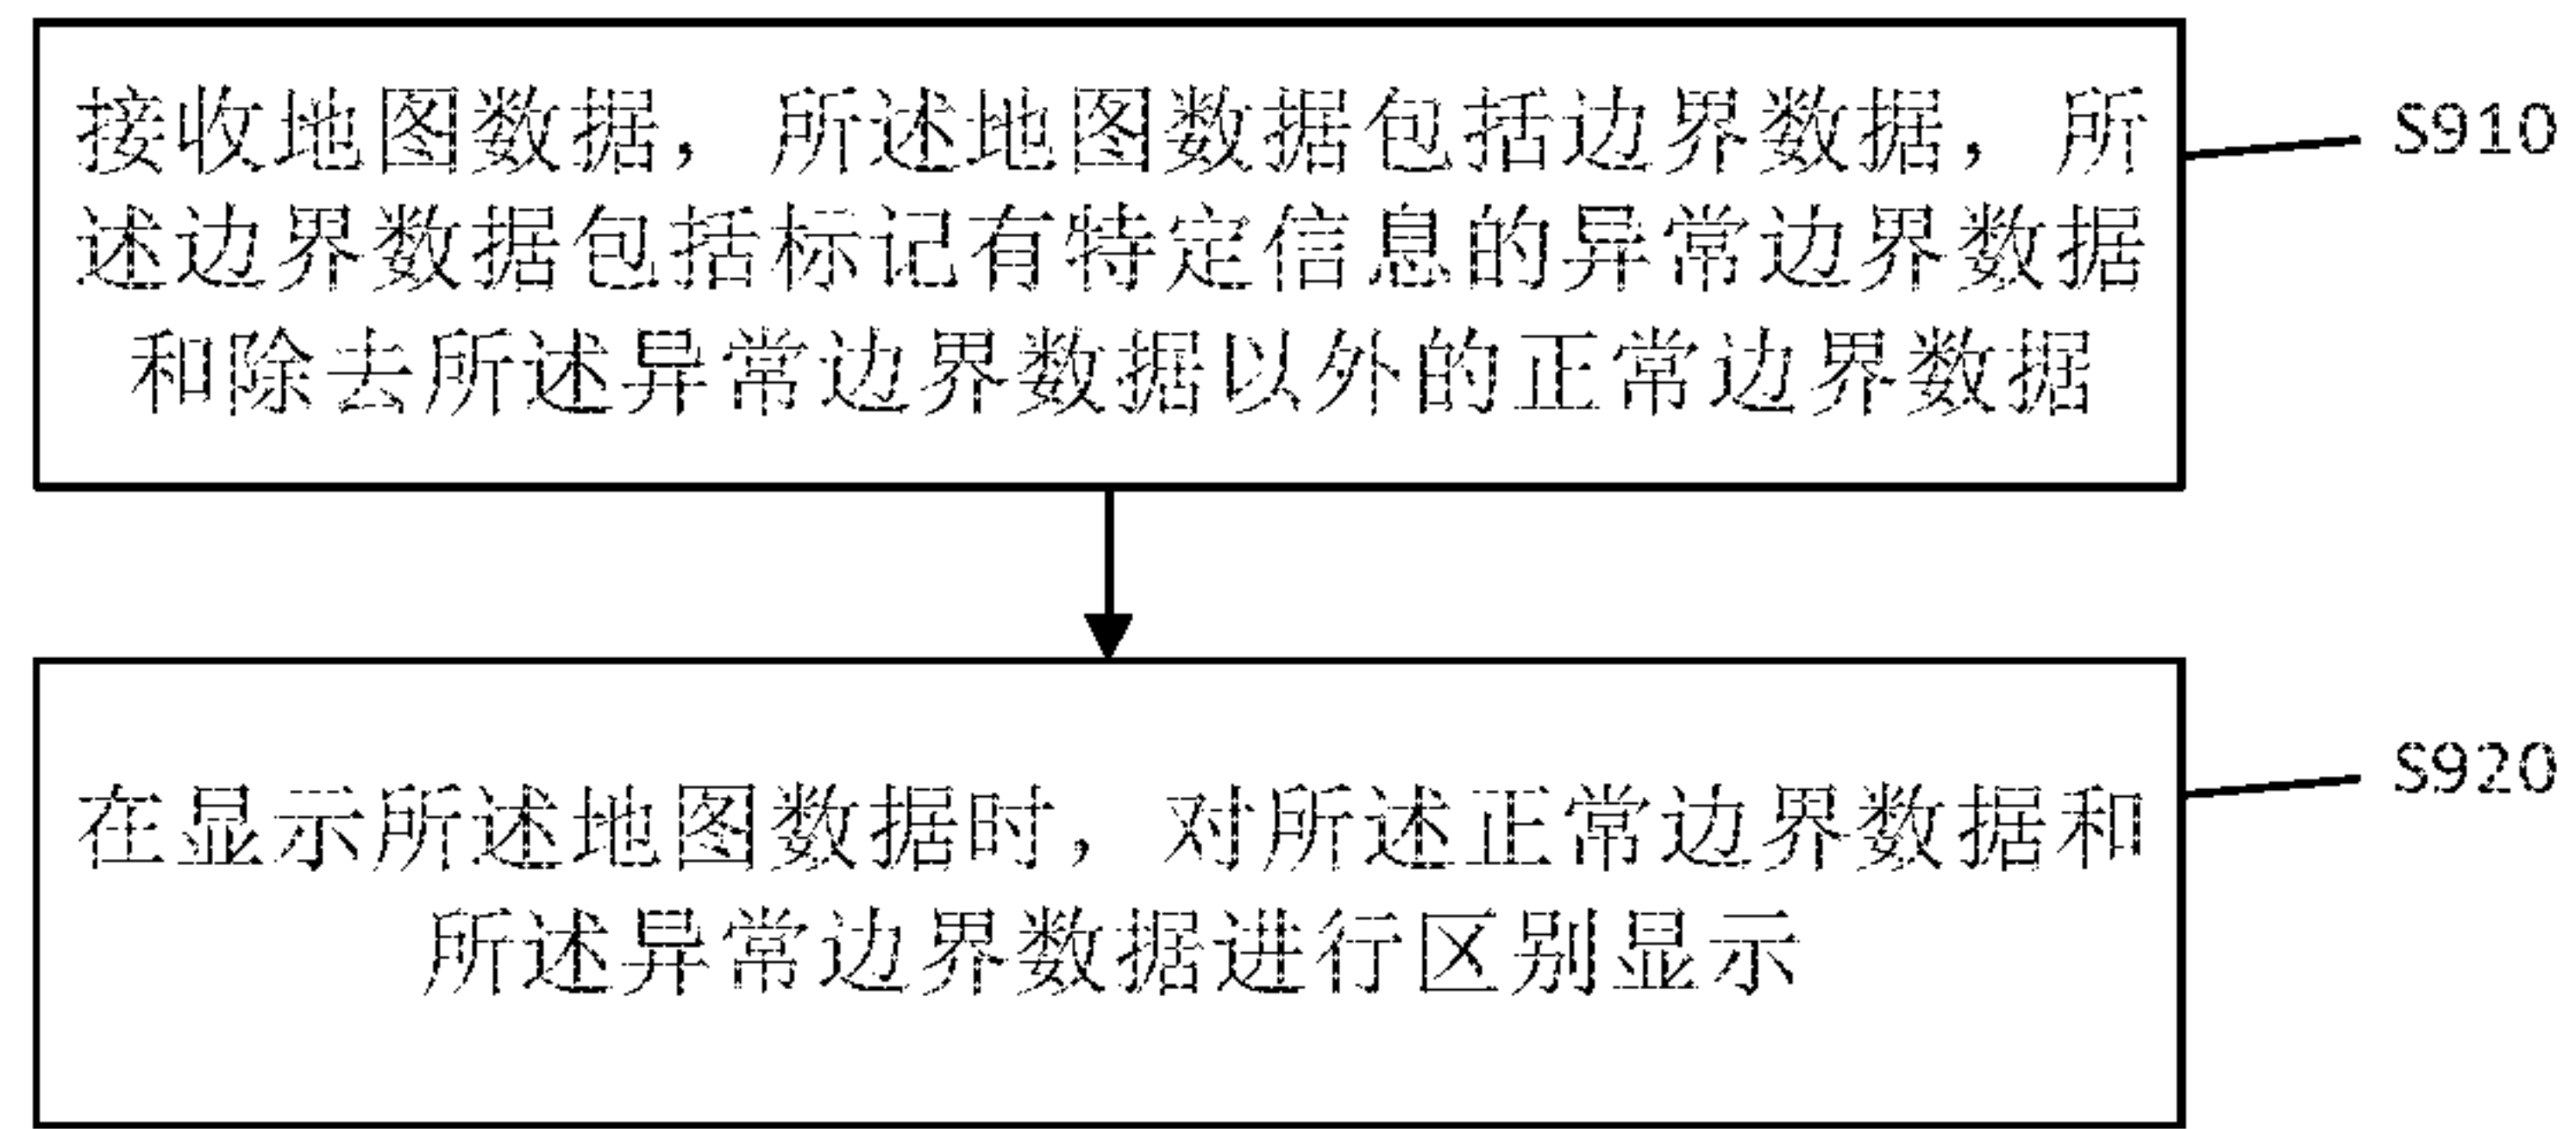 接收地图数据，所述地图数据包括边界数据，所
述边界数据包括标记有特定信息的异常边界数据
和除去所述异常边界数据以外的正常边界数据
S910
在显示所述地图数据时，对所述正常边界数据和
所述异常边界数据进行区别显示
S920